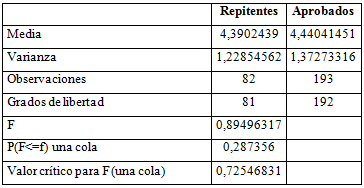 Repitentes Aprobados
Media 4,3902439 4,44041451
Varianza 1,22854562 1,37273316
Observaciones 82 193
Grados de libertad 81 192
F 0,89496317
P(F<=f) una cola 0,287356
Valor crítico para F(una cola) 0,72546831